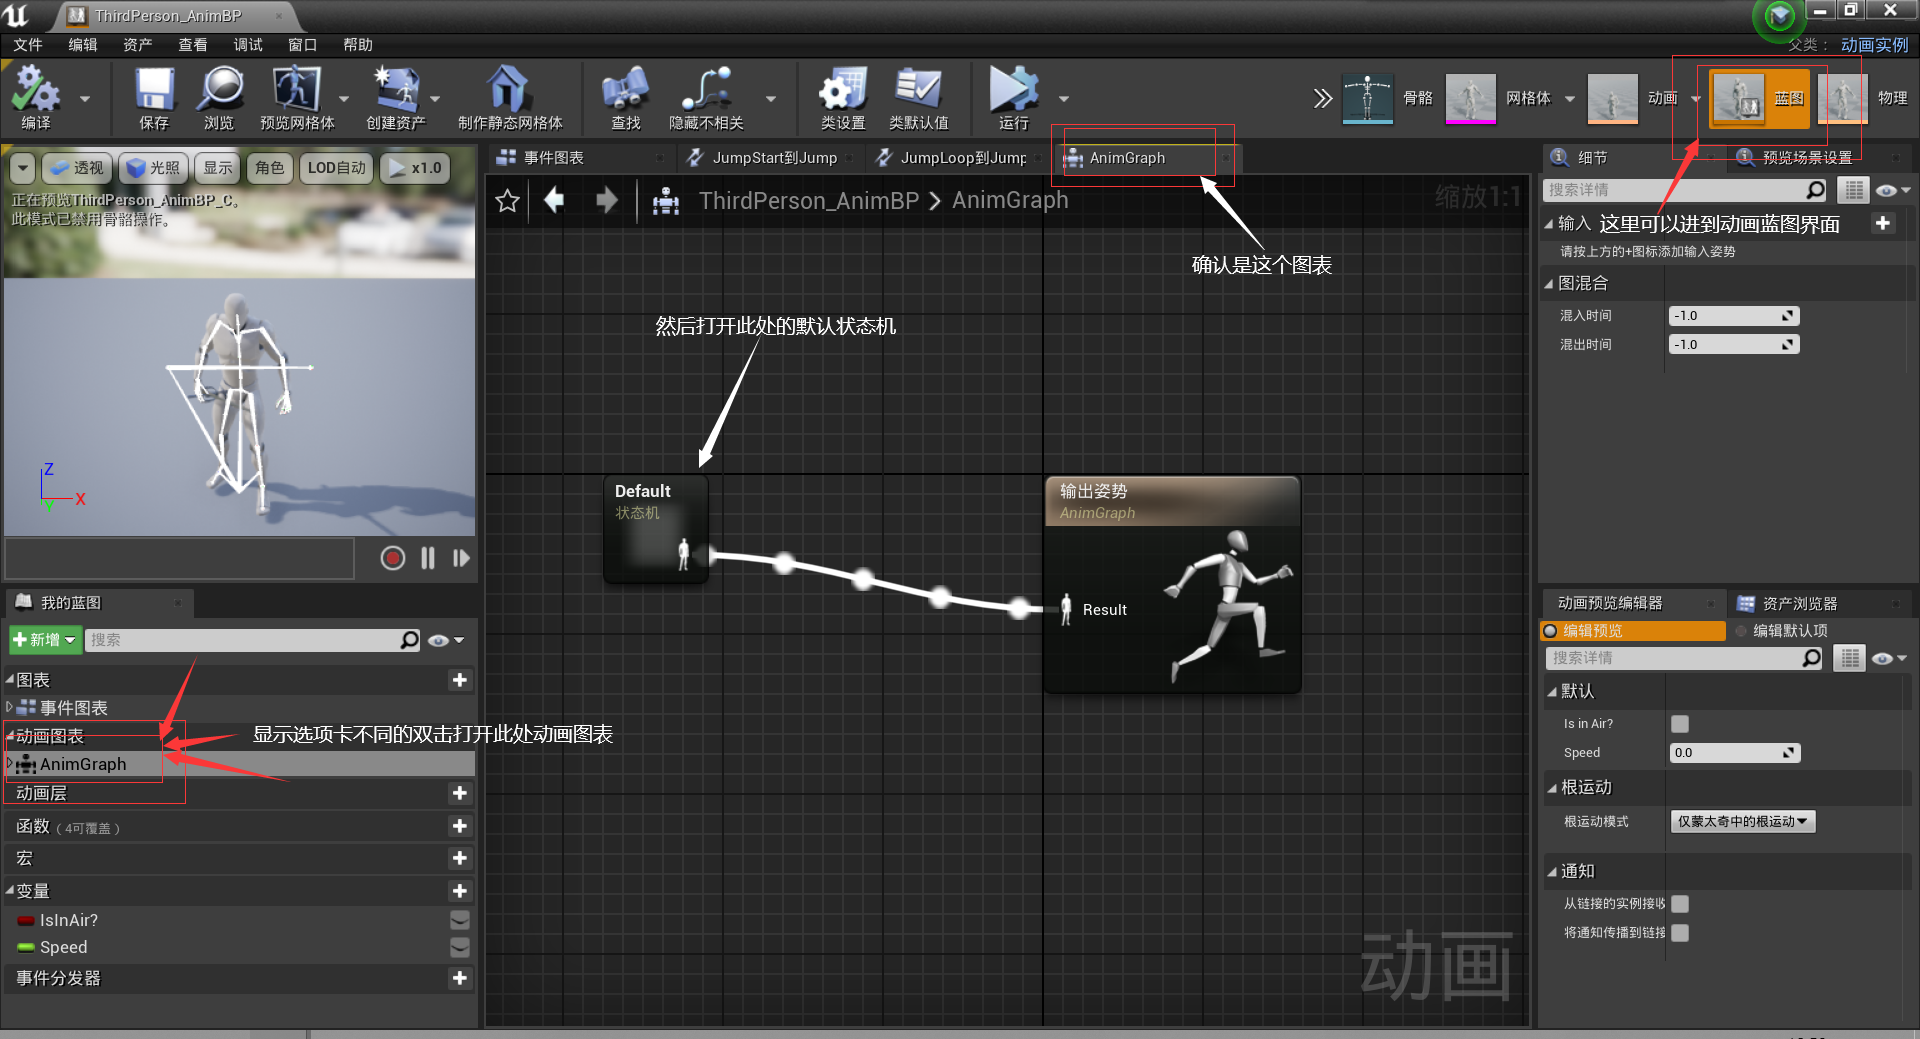 ThirdPerson_AnimBP
文件 编辑 资产 查看 调试 窗口 帮助
父类： 动画实例
编译 保存 浏览 预览网格体 创建资产 制作静态网格体 查找 隐藏不相关 类设置 类默认值 运行
骨骼 网格体 动画 蓝图 物理
透视 光照 显示 角色 LOD自动 x1.0
正在预览ThirdPerson_AnimBP_C。
此模式已禁用骨骼操作。
Z
X
Y
事件图表 JumpStart到Jump JumpLoop到Jump AnimGraph
ThirdPerson_AnimBP AnimGraph
缩放1:1
确认是这个图表
然后打开此处的默认状态机
Default
状态机
输出姿势
AnimGraph
Result
动画
我的蓝图
新增 搜索
图表
事件图表
动画图表
AnimGraph
显示选项卡不同的双击打开此处动画图表
动画层
函数 （4可覆盖）
宏
变量
IsInAir?
Speed
事件分发器
细节 预览场景设置
搜索详情
输入 这里可以进到动画蓝图界面
请按上方的+图标添加输入姿势
图混合
混入时间 -1.0
混出时间 -1.0
动画预览编辑器 资产浏览器
编辑预览 编辑默认项
搜索详情
默认
Is in Air?
Speed 0.0
根运动
根运动模式 仅蒙太奇中的根运动
通知
从链接的实例接收
将通知传播到链接